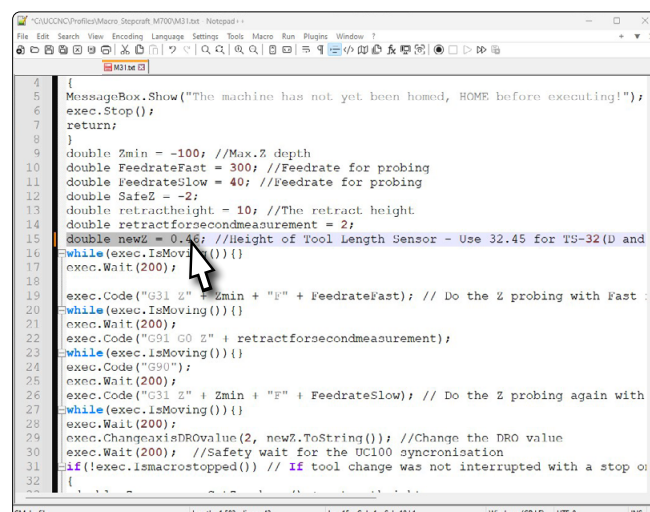 *C:\UCCNC\Profiles\Macro Stepcraft M700\M31.txt - Notepad++
File Edit Search View Encoding Language Settings Tools Macro Run Plugins Window ?
M31.txt
4 {
5 MessageBox.Show("The machine has not yet been homed, HOME before executing!");
6 exec.Stop();
7 return;
8 }
9 double Zmin = -100; //Max.Z depth
10 double FeedrateFast = 300; //Feedrate for probing
11 double FeedrateSlow = 40; //Feedrate for probing
12 double SafeZ = -2;
13 double retractheight = 10; //The retract height
14 double retractforsecondmeasurement = 2;
15 double newZ = 0.46; //Height of Tool Length Sensor - Use 32.45 for TS-32(D and
16 while(exec.IsMoving()){}
17 exec.Wait(200);
18
19 exec.Code("G31 Z" + Zmin + "F" + FeedrateFast); // Do the Z probing with Fast
20 while(exec.IsMoving()){}
21 exec.Wait(200);
22 exec.Code("G91 G0 Z" + retractforsecondmeasurement);
23 while(exec.IsMoving()){}
24 exec.Code("G90");
25 exec.Wait(200);
26 exec.Code("G31 Z" + Zmin + "F" + FeedrateSlow); // Do the Z probing again with
27 while(exec.IsMoving()){}
28 exec.Wait(200);
29 exec.ChangeaxisDROvalue(2, newZ.ToString()); //Change the DRO value
30 exec.Wait(200); //Safety wait for the UC100 syncronisation
31 if(!exec.Ismacrostopped()) // If tool change was not interrupted with a stop
32 {